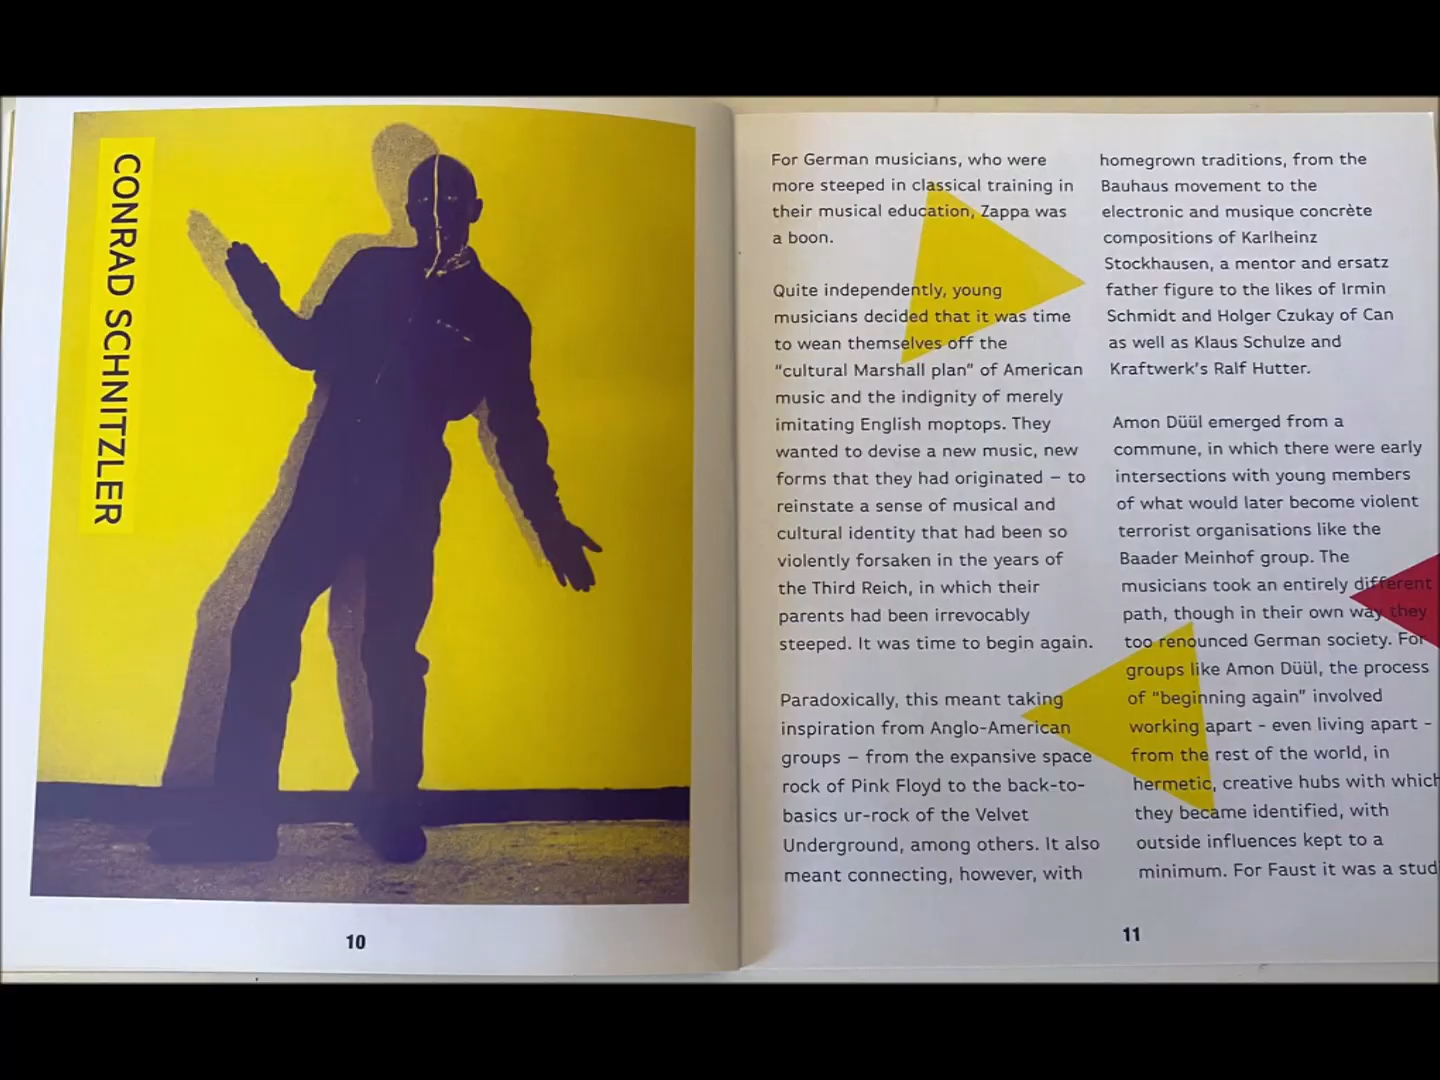 CONRAD SCHNITZLER
10
For German musicians, who were
more steeped in classical training in
their musical education, Zappa was
a boon.
Quite independently, young
musicians decided that it was time
to wean themselves off the
“cultural Marshall plan” of American
music and the indignity of merely
imitating English moptops. They
wanted to devise a new music, new
forms that they had originated – to
reinstate a sense of musical and
cultural identity that had been so
violently forsaken in the years of
the Third Reich, in which their
parents had been irrevocably
steeped. It was time to begin again.
Paradoxically, this meant taking
inspiration from Anglo-American
groups – from the expansive space
rock of Pink Floyd to the back-to-
basics ur-rock of the Velvet
Underground, among others. It also
meant connecting, however, with
homegrown traditions, from the
Bauhaus movement to the
electronic and musique concrète
compositions of Karlheinz
Stockhausen, a mentor and ersatz
father figure to the likes of Irmin
Schmidt and Holger Czukay of Can
as well as Klaus Schulze and
Kraftwerk’s Ralf Hutter.
Amon Düül emerged from a
commune, in which there were early
intersections with young members
of what would later become violent
terrorist organisations like the
Baader Meinhof group. The
musicians took an entirely different
path, though in their own way they
too renounced German society. For
groups like Amon Düül, the process
of “beginning again” involved
working apart - even living apart -
from the rest of the world, in
hermetic, creative hubs with which
they became identified, with
outside influences kept to a
minimum. For Faust it was a stud
11